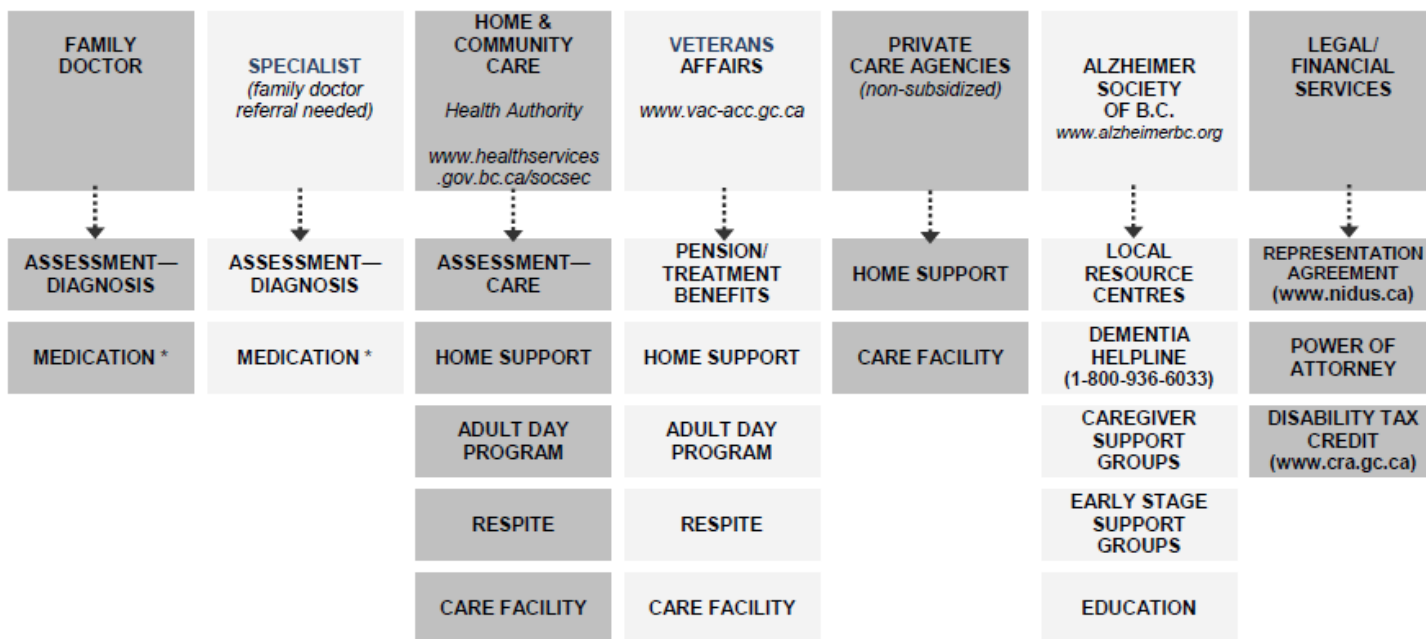 FAMILY
DOCTOR
SPECIALIST
(family doctor
referral needed)
HOME &
COMMUNITY
CARE
Health Authority
www.healthservices
.gov.bc.ca/socsec
VETERANS
AFFAIRS
www.vac-acc.gc.ca
PRIVATE
CARE AGENCIES
(non-subsidized)
ALZHEIMER
SOCIETY
OF B.C.
www.alzheimerbc.org
LEGAL/
FINANCIAL
SERVICES
ASSESSMENT—
DIAGNOSIS
ASSESSMENT—
DIAGNOSIS
ASSESSMENT—
CARE
PENSION/
TREATMENT
BENEFITS
HOME SUPPORT
LOCAL
RESOURCE
CENTRES
REPRESENTATION
AGREEMENT
(www.nidus.ca)
MEDICATION *
MEDICATION *
HOME SUPPORT
HOME SUPPORT
CARE FACILITY
DEMENTIA
HELPLINE
(1-800-936-6033)
POWER OF
ATTORNEY
ADULT DAY
PROGRAM
ADULT DAY
PROGRAM
CAREGIVER
SUPPORT
GROUPS
DISABILITY TAX
CREDIT
(www.cra.gc.ca)
RESPITE
RESPITE
EARLY STAGE
SUPPORT
GROUPS
CARE FACILITY
CARE FACILITY
EDUCATION